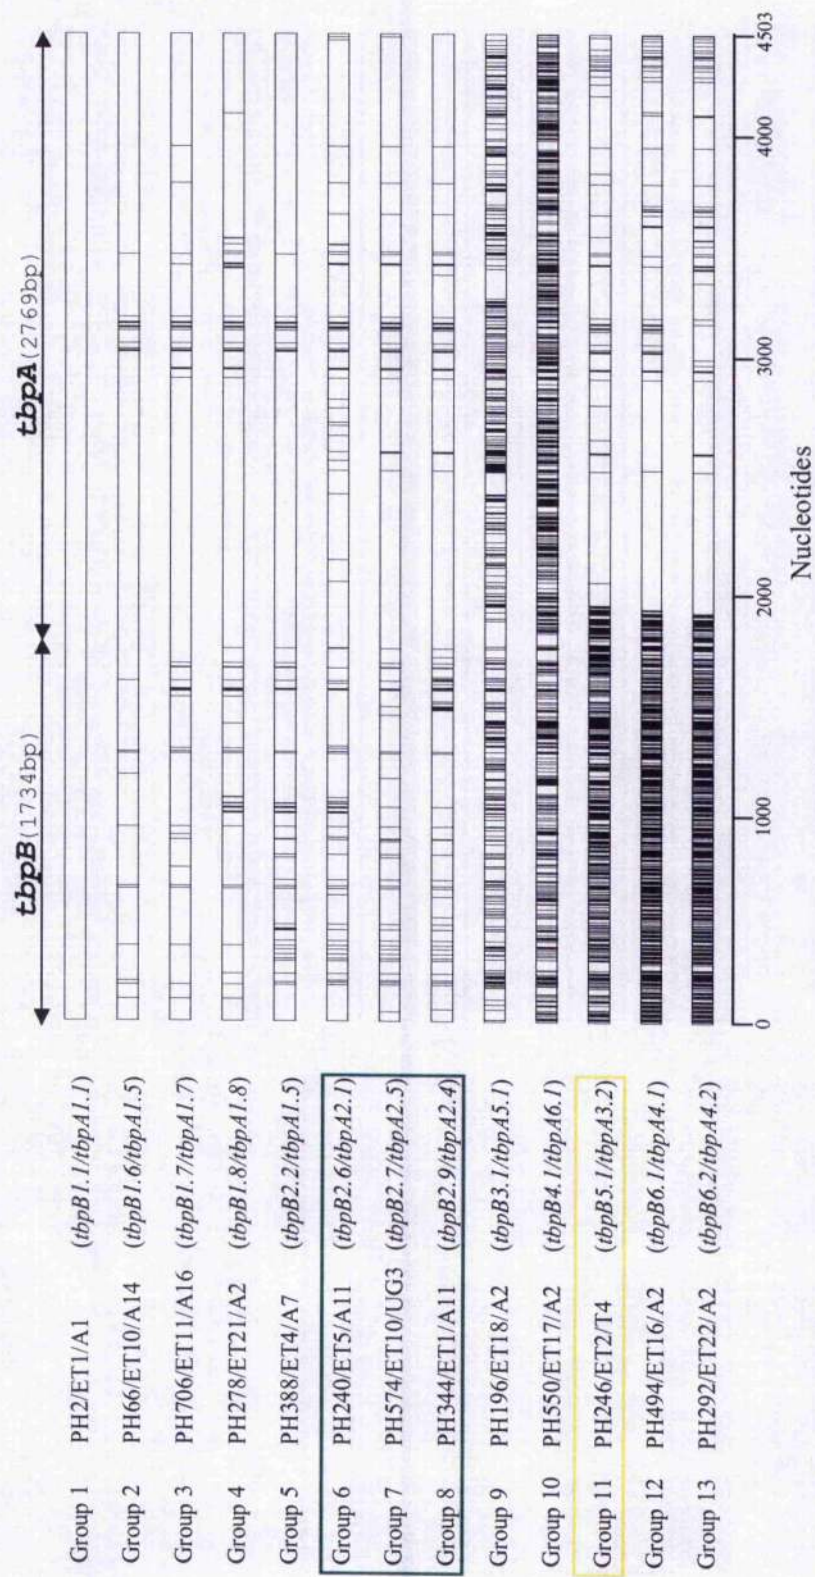 tbpB(1734bp) tbpA(2769bp)
Group 1 PH2/ET1/A1 (tbpB1.1/tbpA1.1)
Group 2 PH66/ET10/A14 (tbpB1.6/tbpA1.5)
Group 3 PH706/ET11/A16 (tbpB1.7/tbpA1.7)
Group 4 PH278/ET21/A2 (tbpB1.8/tbpA1.8)
Group 5 PH388/ET4/A7 (tbpB2.2/tbpA1.5)
Group 6 PH240/ET5/A11 (tbpB2.6/tbpA2.1)
Group 7 PH574/ET10/UG3 (tbpB2.7/tbpA2.5)
Group 8 PH344/ET1/A11 (tbpB2.9/tbpA2.4)
Group 9 PH196/ET18/A2 (tbpB3.1/tbpA5.1)
Group 10 PH550/ET17/A2 (tbpB4.1/tbpA6.1)
Group 11 PH246/ET2/T4 (tbpB5.1/tbpA3.2)
Group 12 PH494/ET16/A2 (tbpB6.1/tbpA4.1)
Group 13 PH292/ET22/A2 (tbpB6.2/tbpA4.2)
0 1000 2000 3000 4000 4503
Nucleotides